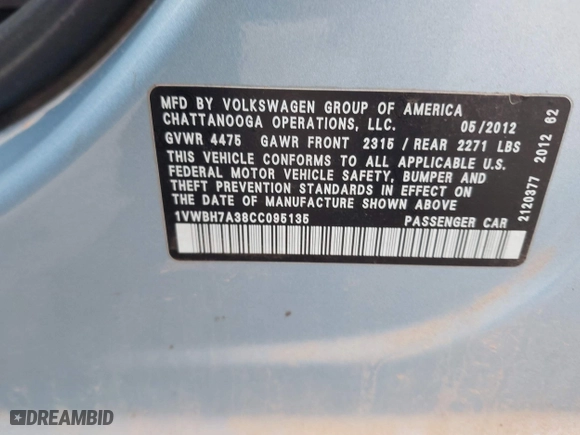 MFD BY VOLKSWAGEN GROUP OF AMERICA
CHATTANOOGA OPERATIONS, LLC. 05/2012
GVWR 4475 GAWR FRONT 2315 / REAR 2271 LBS
THIS VEHICLE CONFORMS TO ALL APPLICABLE U.S.
FEDERAL MOTOR VEHICLE SAFETY, BUMPER AND
THEFT PREVENTION STANDARDS IN EFFECT ON
THE DATE OF MANUFACTURE SHOWN ABOVE
1VWBH7A38CC095135 PASSENGER CAR
2120377 2012 62
DREAMBID